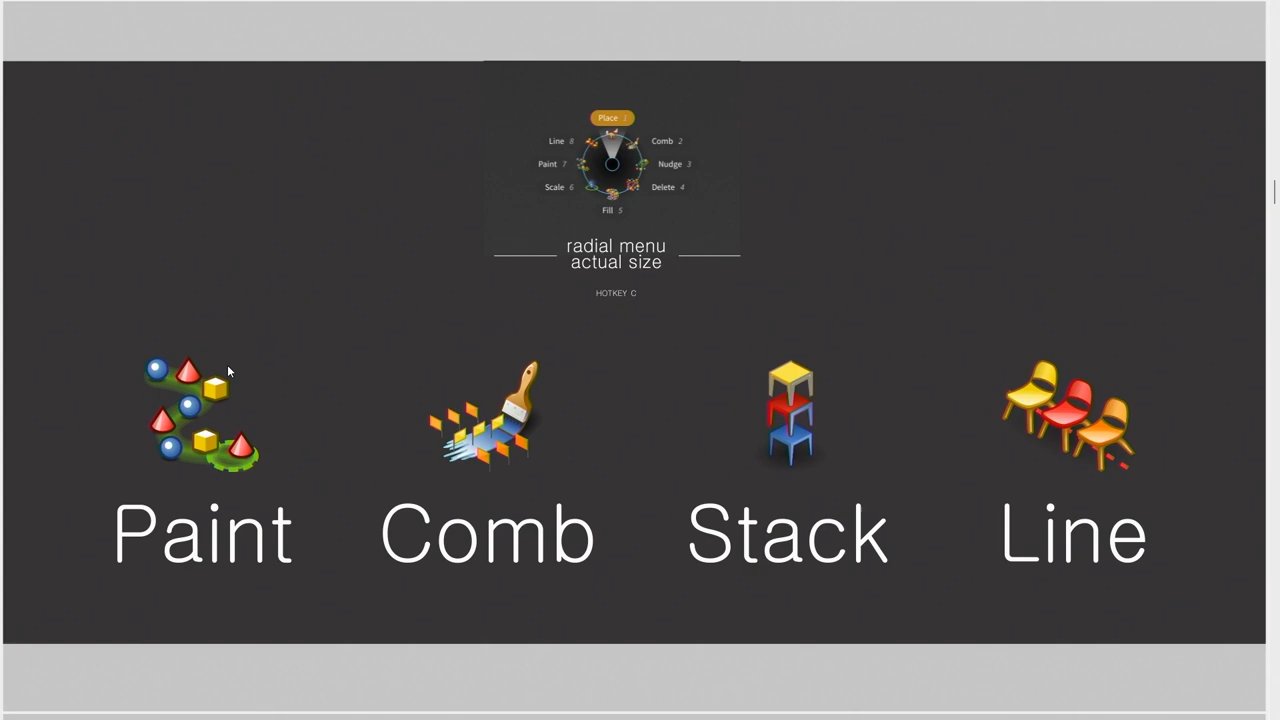 Place 1
Line 8
Comb 2
Paint 7
Nudge 3
Scale 6
Delete 4
Fill 5
radial menu
actual size
HOTKEY C
Paint
Comb
Stack
Line